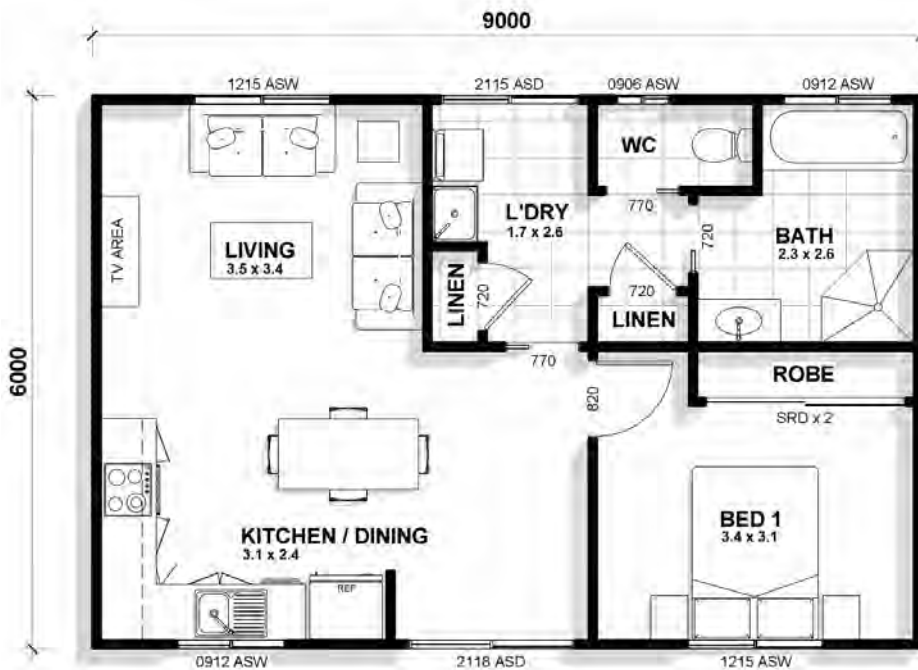 9000
1215 ASW
2115 ASD
0906 ASW
0912 ASW
WC
770
L'DRY
1.7 x 2.6
720
BATH
2.3 x 2.6
TV AREA
LIVING
3.5 x 3.4
LINEN
720
720
LINEN
770
6000
820
ROBE
SRD x 2
BED 1
3.4 x 3.1
KITCHEN / DINING
3.1 x 2.4
REF
0912 ASW
2118 ASD
1215 ASW